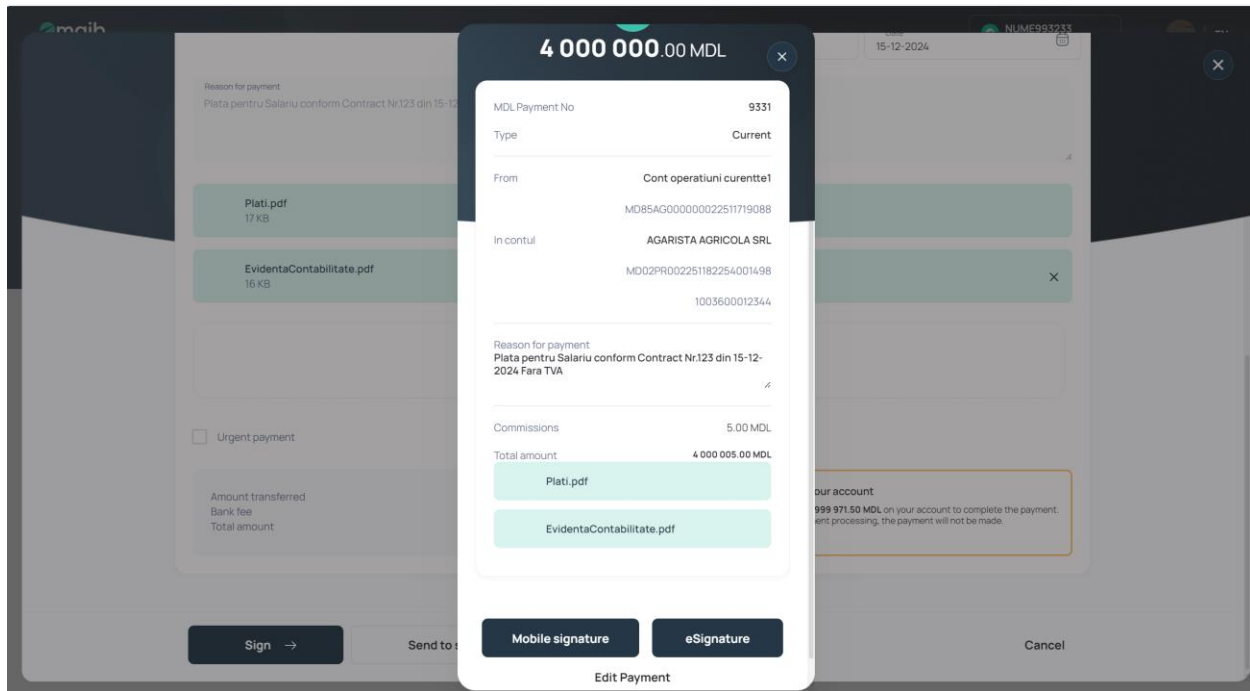 maib
NUME993233
4 000 000.00 MDL
Date
15-12-2024
Reason for payment
Plata pentru Salariu conform Contract Nr.123 din 15-12
Plati.pdf
17 KB
EvidentaContabilitate.pdf
16 KB
Urgent payment
Amount transferred
Bank fee
Total amount
MDL Payment No 9331
Type Current
From Cont operatiuni curentte1
MD85AG000000022511719088
In contul AGARISTA AGRICOLA SRL
MD02PR002251182254001498
1003600012344
Reason for payment
Plata pentru Salariu conform Contract Nr.123 din 15-12-
2024 Fara TVA
Commissions 5.00 MDL
Total amount 4 000 005.00 MDL
Plati.pdf
EvidentaContabilitate.pdf
our account
999 971.50 MDL on your account to complete the payment.
ent processing, the payment will not be made.
Sign →
Send to s
Mobile signature
eSignature
Cancel
Edit Payment